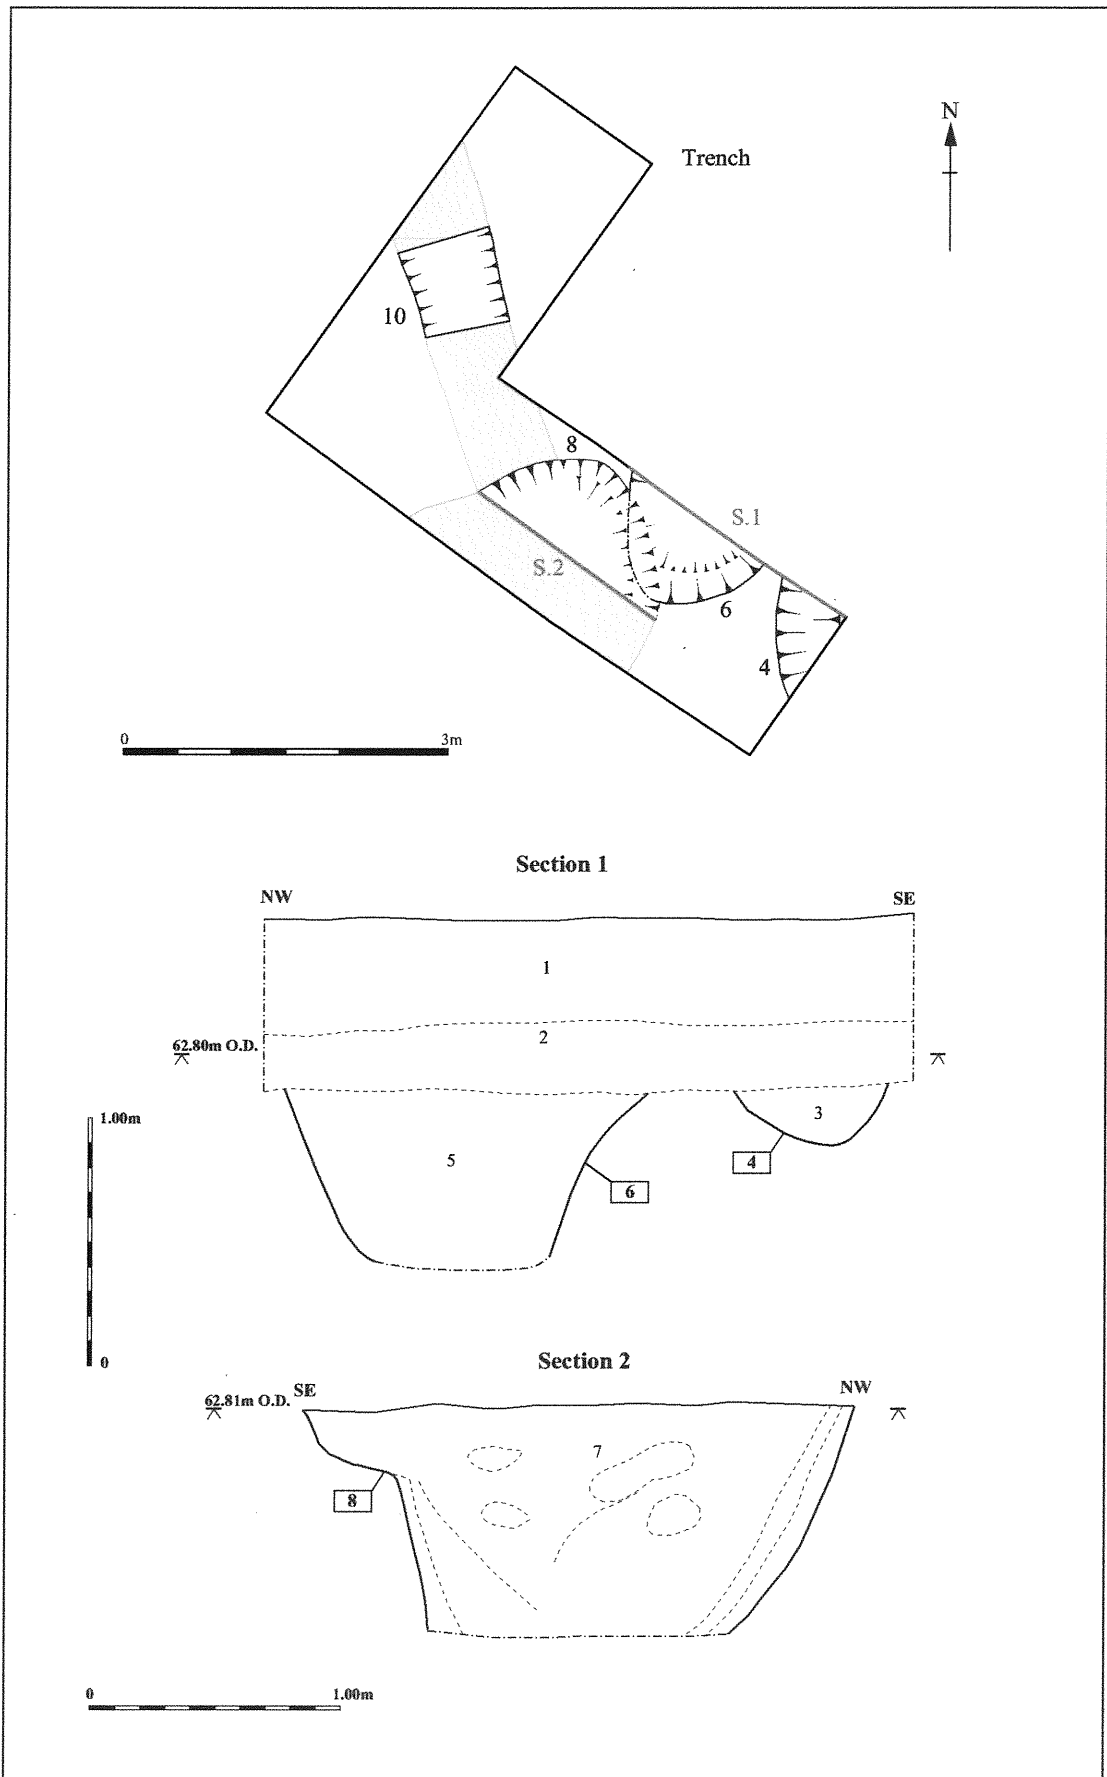 N
Trench
10
8
S.1
S.2
6
4
0 3m
Section 1
NW SE
1
2
62.80m O.D.
1.00m
3
5
4
6
0
Section 2
SE NW
62.81m O.D.
7
8
0 1.00m